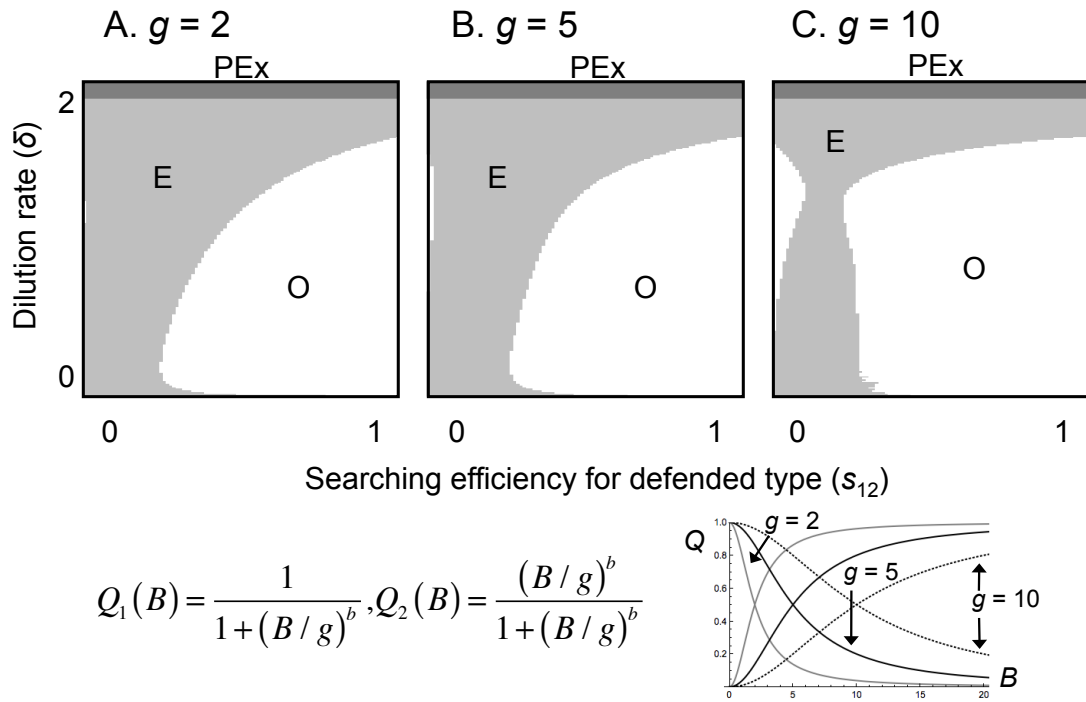 A. g = 2
B. g = 5
C. g = 10
PEx
PEx
PEx
Dilution rate (δ)
2
0
E
O
E
O
E
O
0
1
0
1
0
1
Searching efficiency for defended type (s₁₂)
Q₁(B) = 1 / (1 + (B / g)ᵇ), Q₂(B) = (B / g)ᵇ / (1 + (B / g)ᵇ)
Q
1.0
0.8
0.6
0.4
0.2
0
5
10
15
20
g = 2
g = 5
g = 10
B